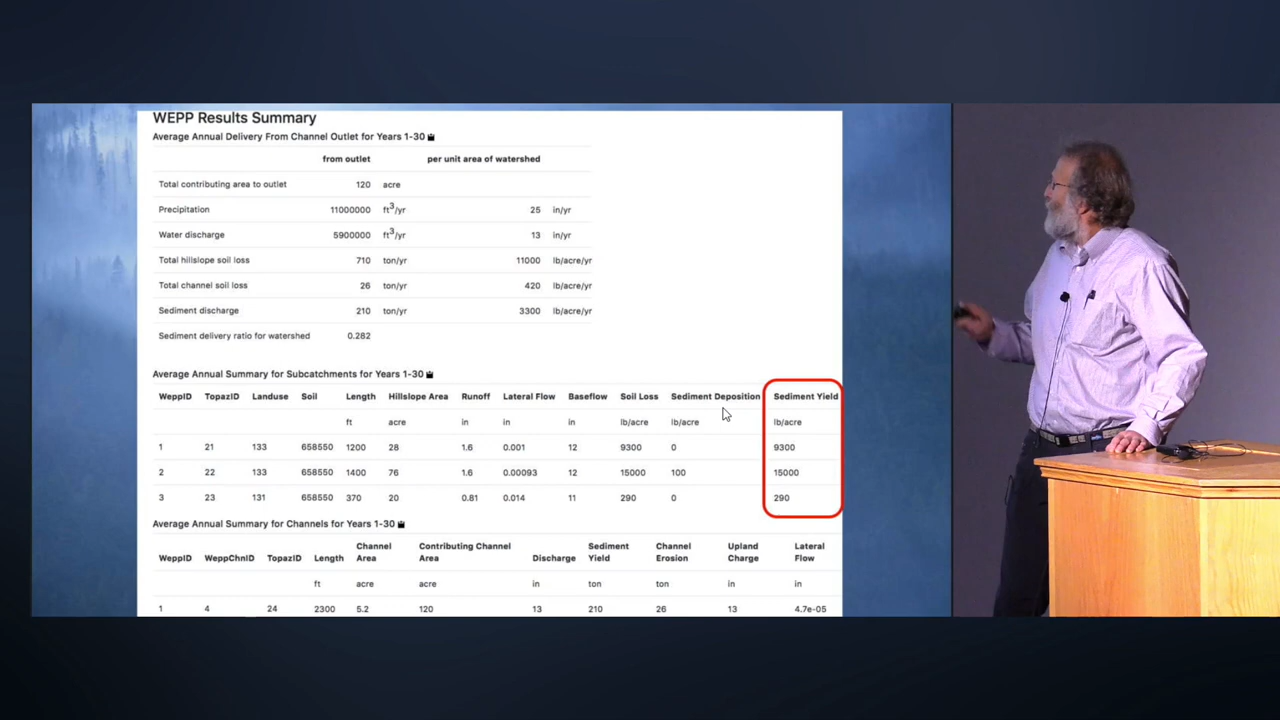 WEPP Results Summary
Average Annual Delivery From Channel Outlet for Years 1-30
from outlet per unit area of watershed
Total contributing area to outlet 120 acre
Precipitation 11000000 ft3/yr 25 in/yr
Water discharge 5900000 ft3/yr 13 in/yr
Total hillslope soil loss 710 ton/yr 11000 lb/acre/yr
Total channel soil loss 26 ton/yr 420 lb/acre/yr
Sediment discharge 210 ton/yr 3300 lb/acre/yr
Sediment delivery ratio for watershed 0.282
Average Annual Summary for Subcatchments for Years 1-30
WeppID TopazID Landuse Soil Length Hillslope Area Runoff Lateral Flow Baseflow Soil Loss Sediment Deposition Sediment Yield
ft acre in in in lb/acre lb/acre lb/acre
1 21 133 658550 1200 28 1.6 0.001 12 9300 0 9300
2 22 133 658550 1400 76 1.6 0.00093 12 15000 100 15000
3 23 131 658550 370 20 0.81 0.014 11 290 0 290
Average Annual Summary for Channels for Years 1-30
WeppID WeppChnID TopazID Length Channel Area Contributing Channel Area Discharge Sediment Yield Channel Erosion Upland Charge Lateral Flow
ft acre acre in ton ton in in
1 4 24 2300 5.2 120 13 210 26 13 4.7e-05